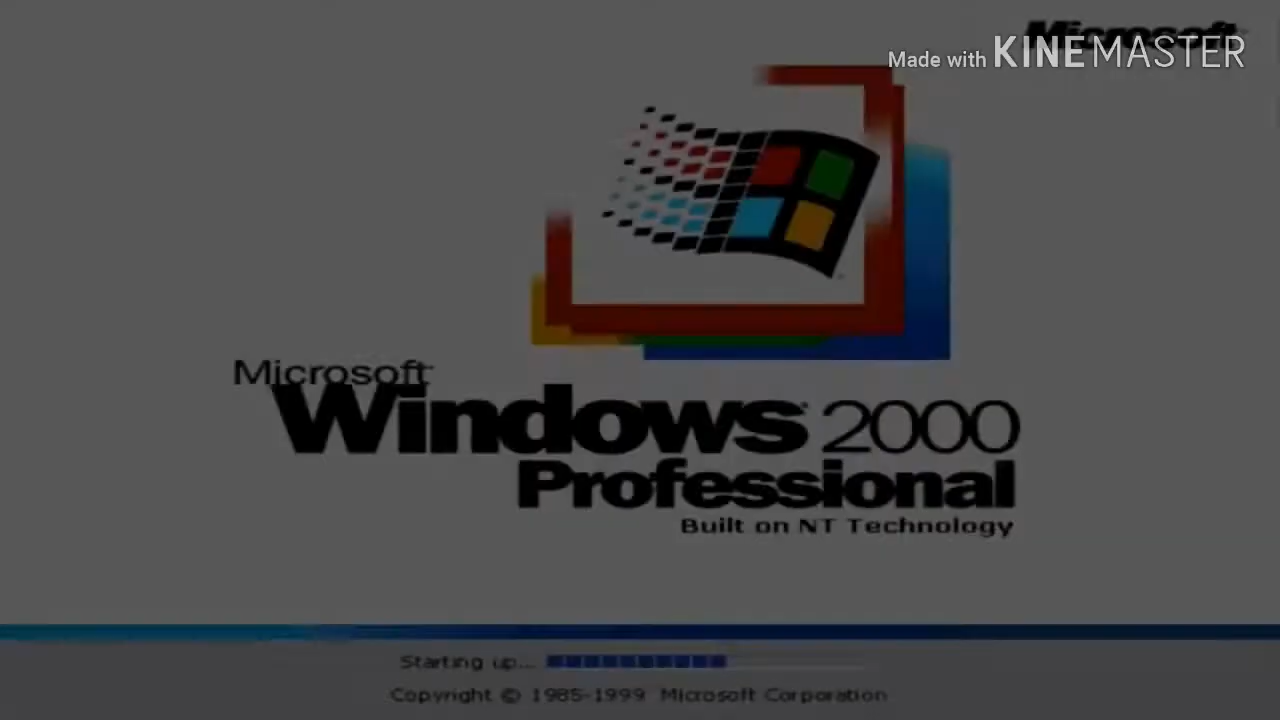 Microsoft
Made with KINEMASTER
Microsoft
Windows 2000
Professional
Built on NT Technology
Starting up...
Copyright © 1985-1999 Microsoft Corporation